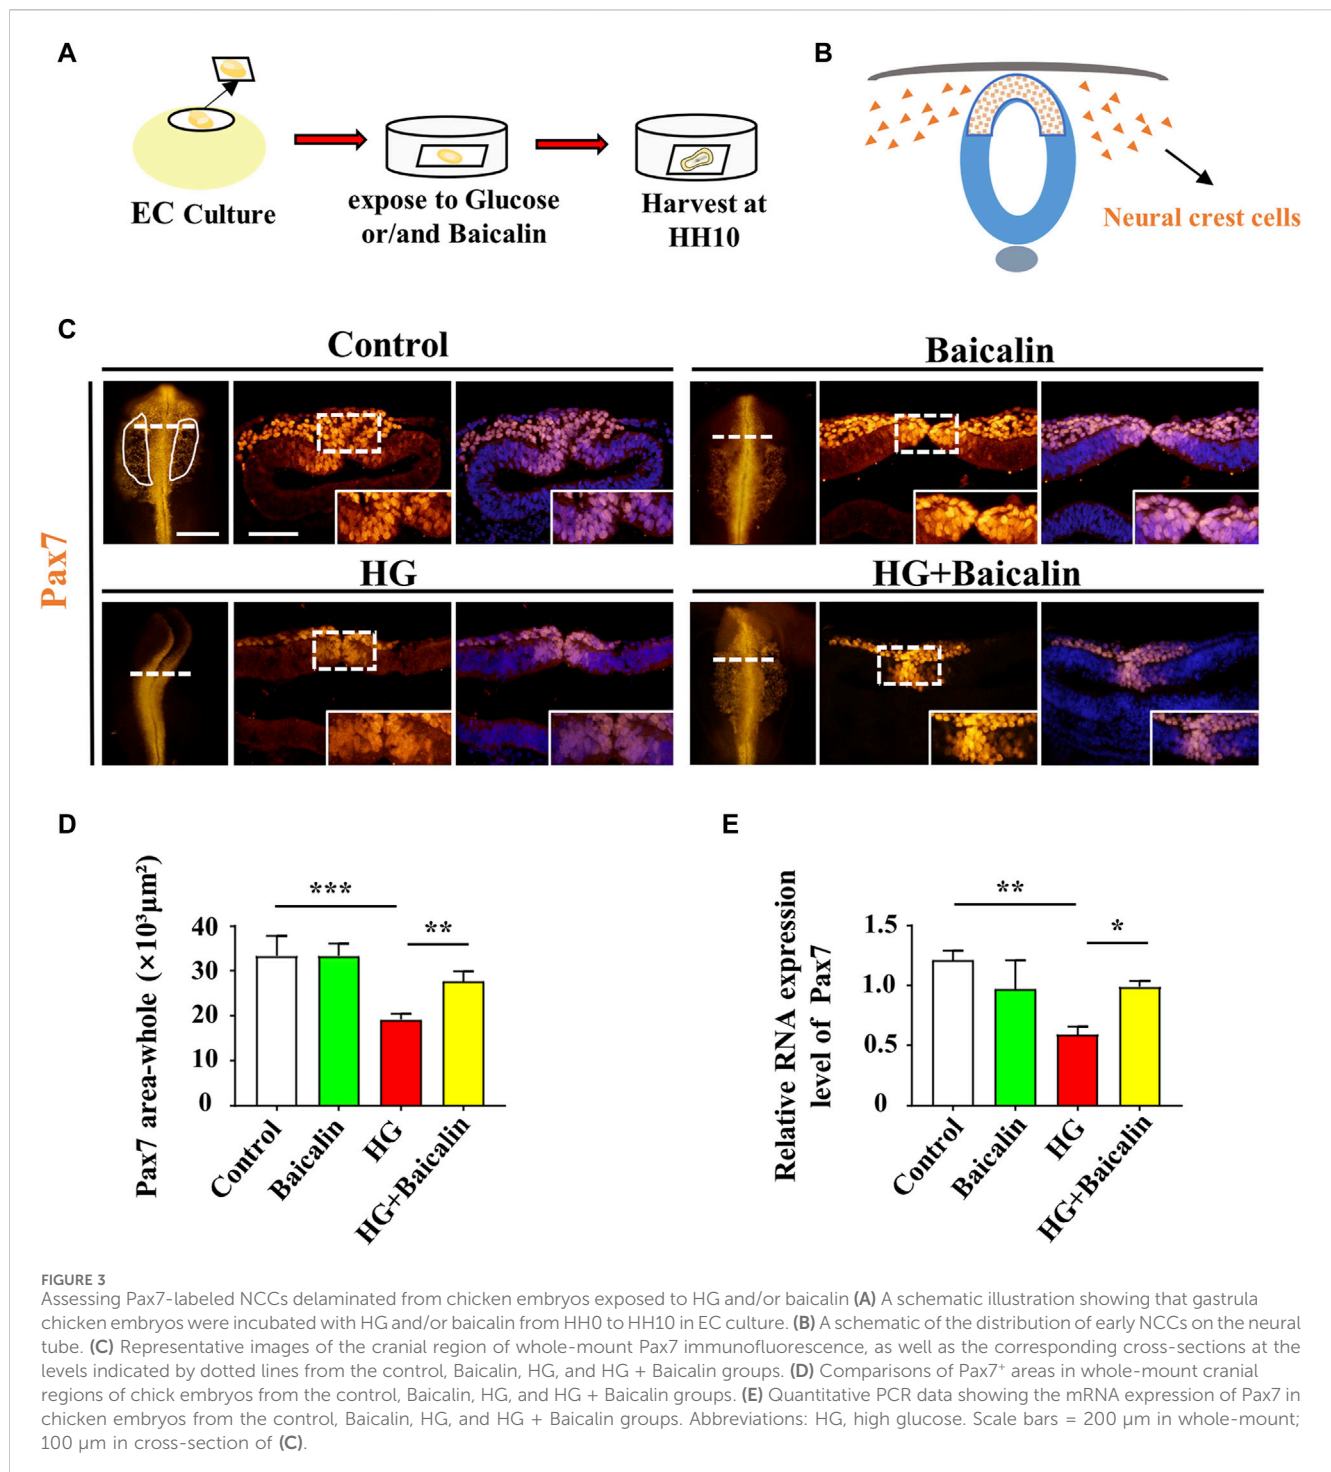 A
EC Culture
expose to Glucose
or/and Baicalin
Harvest at
HH10
B
Neural crest cells
C
Control
Baicalin
Pax7
HG
HG+Baicalin
D
Pax7 area-whole (×10³µm²)
40
30
20
10
0
***
**
Control
Baicalin
HG
HG+Baicalin
E
Relative RNA expression
level of Pax7
1.5
1.0
0.5
0
**
*
Control
Baicalin
HG
HG+Baicalin
FIGURE 3
Assessing Pax7-labeled NCCs delaminated from chicken embryos exposed to HG and/or baicalin (A) A schematic illustration showing that gastrula
chicken embryos were incubated with HG and/or baicalin from HH0 to HH10 in EC culture. (B) A schematic of the distribution of early NCCs on the neural
tube. (C) Representative images of the cranial region of whole-mount Pax7 immunofluorescence, as well as the corresponding cross-sections at the
levels indicated by dotted lines from the control, Baicalin, HG, and HG + Baicalin groups. (D) Comparisons of Pax7⁺ areas in whole-mount cranial
regions of chick embryos from the control, Baicalin, HG, and HG + Baicalin groups. (E) Quantitative PCR data showing the mRNA expression of Pax7 in
chicken embryos from the control, Baicalin, HG, and HG + Baicalin groups. Abbreviations: HG, high glucose. Scale bars = 200 µm in whole-mount;
100 µm in cross-section of (C).